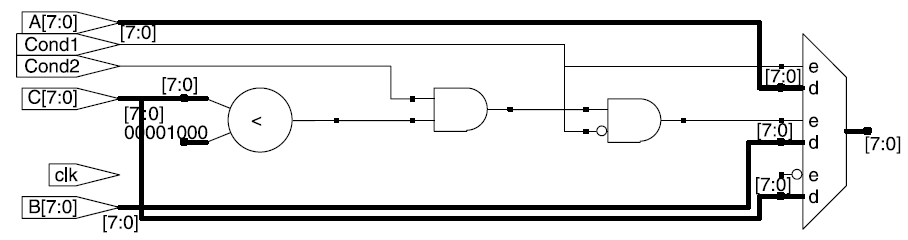 A[7:0]
[7:0]
Cond1
Cond2
e
[7:0]
d
C[7:0]
[7:0]
[7:0]
00001000
<
e
[7:0]
d
clk
e
[7:0]
d
[7:0]
B[7:0]
[7:0]